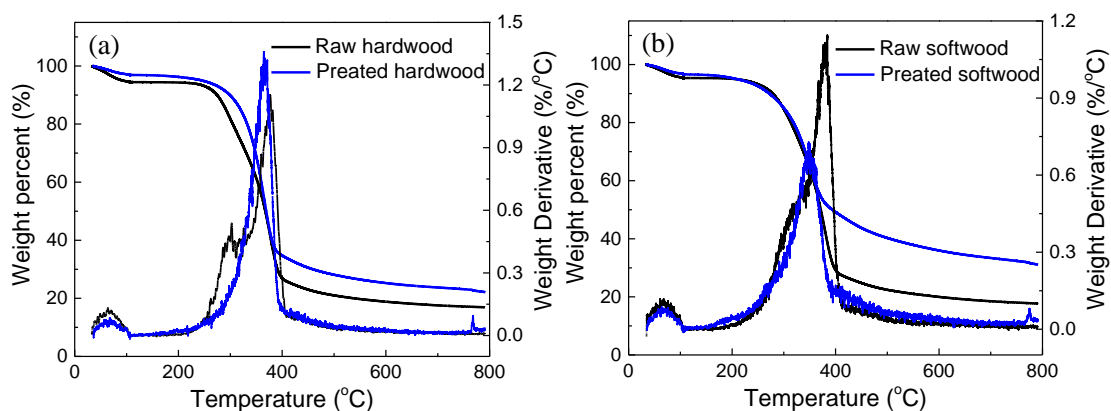 (a)
Raw hardwood
Preated hardwood
Weight percent (%)
100
80
60
40
20
0
0 200 400 600 800
Temperature (°C)
1.5
1.2
0.9
0.6
0.3
0.0
Weight Derivative (%/°C)
(b)
Raw softwood
Preated softwood
Weight percent (%)
100
80
60
40
20
0
0 200 400 600 800
Temperature (°C)
1.2
0.9
0.6
0.3
0.0
Weight Derivative (%/°C)